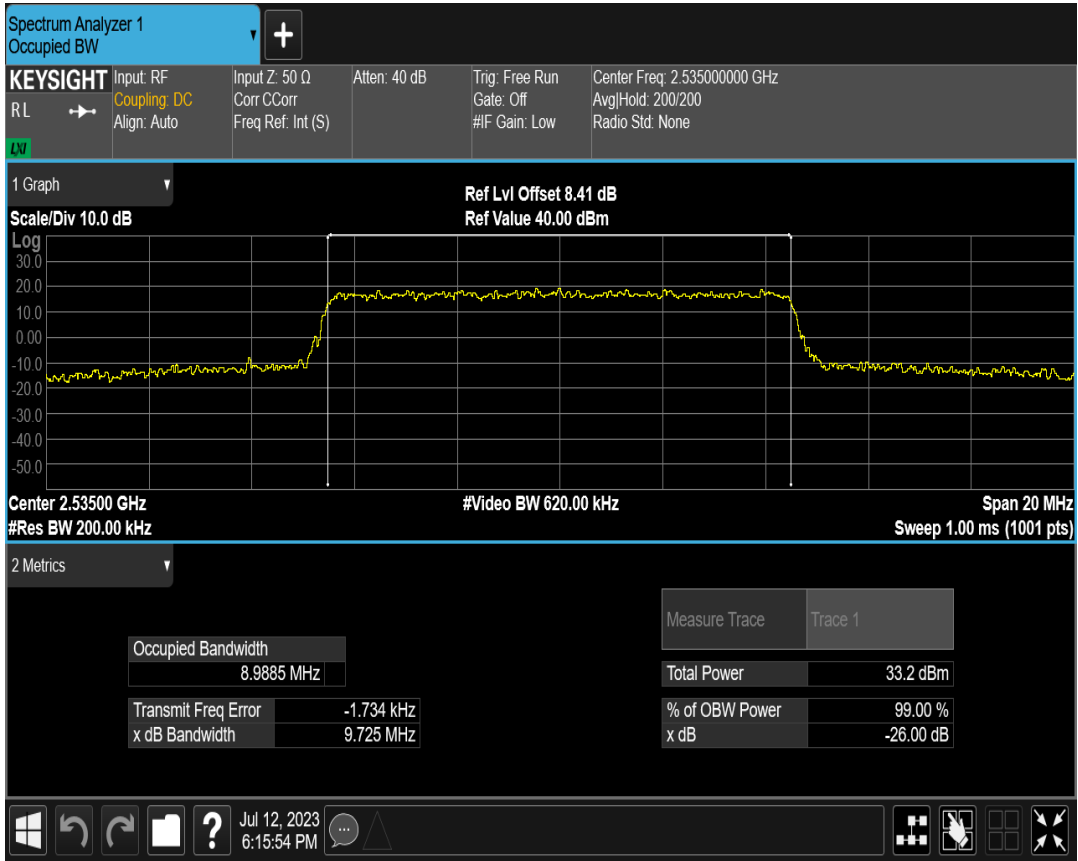 Spectrum Analyzer 1
Occupied BW
KEYSIGHT
R L
LXI
Input: RF
Coupling: DC
Align: Auto
Input Z: 50 Ω
Corr CCorr
Freq Ref: Int (S)
Atten: 40 dB
Trig: Free Run
Gate: Off
#IF Gain: Low
Center Freq: 2.535000000 GHz
Avg|Hold: 200/200
Radio Std: None
1 Graph
Scale/Div 10.0 dB
Ref Lvl Offset 8.41 dB
Ref Value 40.00 dBm
Log
30.0
20.0
10.0
0.00
-10.0
-20.0
-30.0
-40.0
-50.0
Center 2.53500 GHz
#Video BW 620.00 kHz
Span 20 MHz
#Res BW 200.00 kHz
Sweep 1.00 ms (1001 pts)
2 Metrics
Measure Trace
Trace 1
Occupied Bandwidth
8.9885 MHz
Total Power
33.2 dBm
Transmit Freq Error
-1.734 kHz
% of OBW Power
99.00 %
x dB Bandwidth
9.725 MHz
x dB
-26.00 dB
Jul 12, 2023
6:15:54 PM